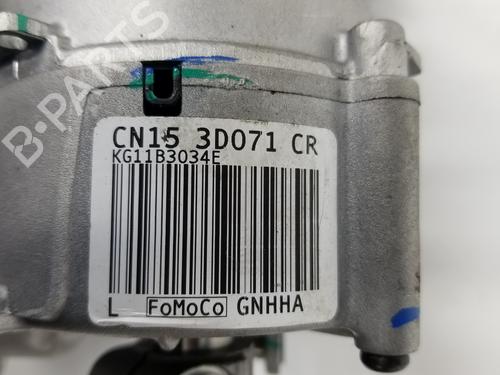 CN15 3D071 CR
KG11B3034E
L FoMoCo GNHHA
B-PARTS